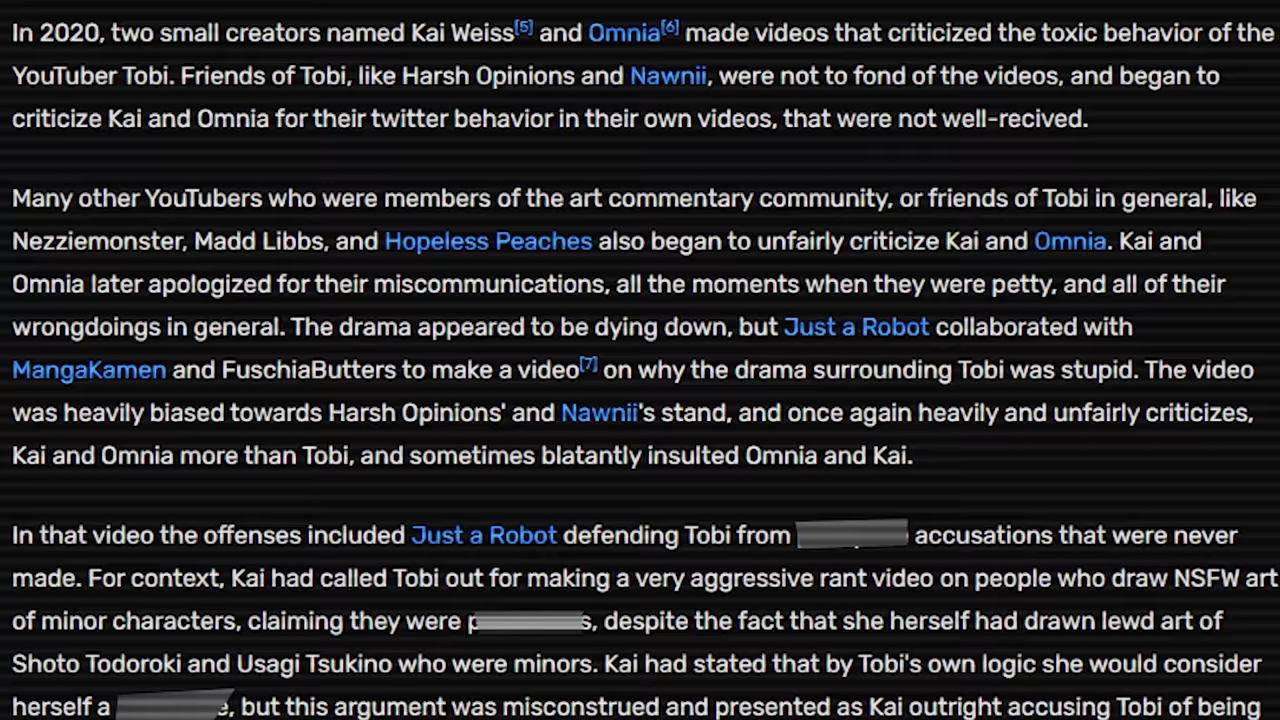 In 2020, two small creators named Kai Weiss[5] and Omnia[6] made videos that criticized the toxic behavior of the
YouTuber Tobi. Friends of Tobi, like Harsh Opinions and Nawnii, were not to fond of the videos, and began to
criticize Kai and Omnia for their twitter behavior in their own videos, that were not well-recived.
Many other YouTubers who were members of the art commentary community, or friends of Tobi in general, like
Nezziemonster, Madd Libbs, and Hopeless Peaches also began to unfairly criticize Kai and Omnia. Kai and
Omnia later apologized for their miscommunications, all the moments when they were petty, and all of their
wrongdoings in general. The drama appeared to be dying down, but Just a Robot collaborated with
MangaKamen and FuschiaButters to make a video[7] on why the drama surrounding Tobi was stupid. The video
was heavily biased towards Harsh Opinions' and Nawnii's stand, and once again heavily and unfairly criticizes,
Kai and Omnia more than Tobi, and sometimes blatantly insulted Omnia and Kai.
In that video the offenses included Just a Robot defending Tobi from accusations that were never
made. For context, Kai had called Tobi out for making a very aggressive rant video on people who draw NSFW art
of minor characters, claiming they were despite the fact that she herself had drawn lewd art of
Shoto Todoroki and Usagi Tsukino who were minors. Kai had stated that by Tobi's own logic she would consider
herself a but this argument was misconstrued and presented as Kai outright accusing Tobi of being